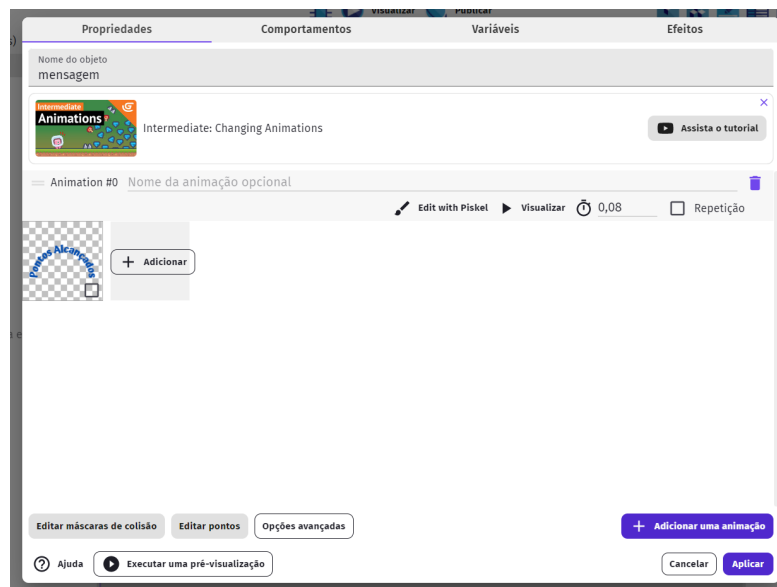 Visualizar Publicar
Propriedades Comportamentos Variáveis Efeitos
Nome do objeto
mensagem
Intermediate
Animations
Intermediate: Changing Animations
Assista o tutorial
Animation #0 Nome da animação opcional
Edit with Piskel Visualizar 0,08 Repetição
Pontos Alcançados
Adicionar
Editar máscaras de colisão Editar pontos Opções avançadas Adicionar uma animação
Ajuda Executar uma pré-visualização Cancelar Aplicar